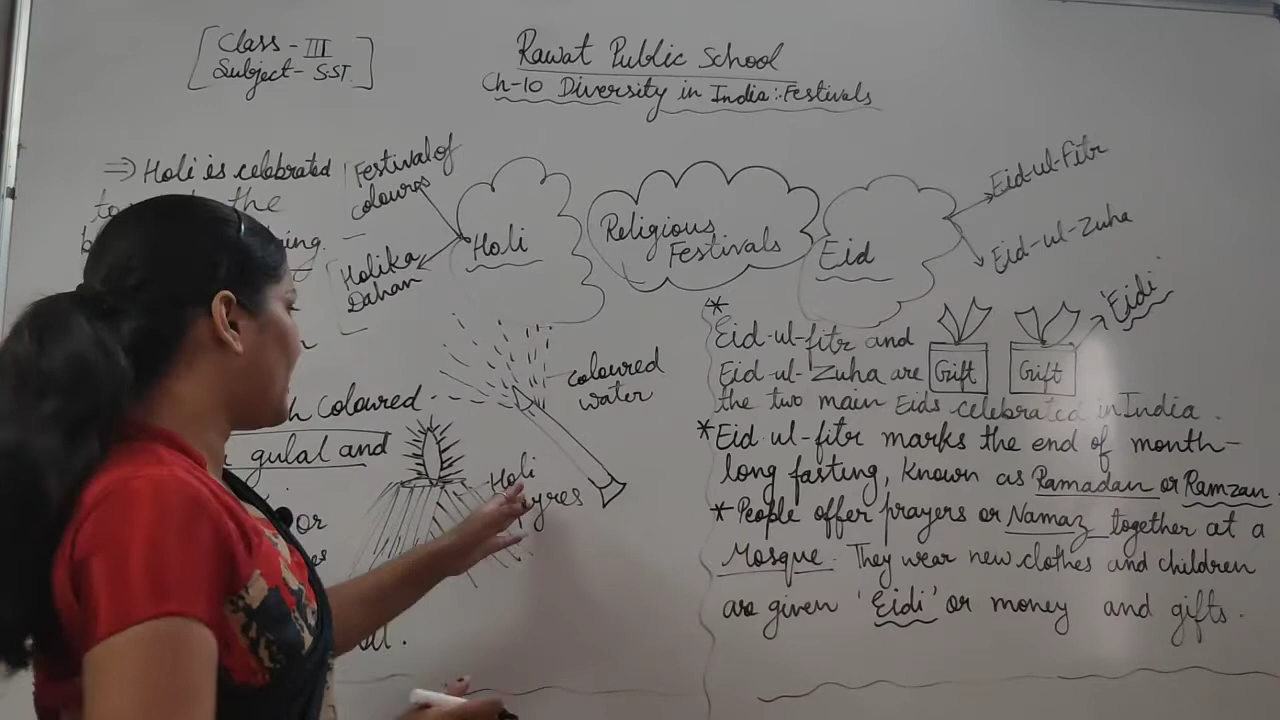 Class - III
Subject - S.ST.
Rawat Public School
Ch-10 Diversity in India: Festivals
⇒ Holi is celebrated
the
Festival of
colours
Holika
Dahan
Holi
Religious
Festivals
Eid
Eid-ul-Fitr
Eid-ul-Zuha
coloured
water
coloured
gulal and
or
Holi
pyres
*
Eid-ul-fitr and
Eid-ul-Zuha are
Gift
Gift
'Eidi'
the two main Eids celebrated in India.
* Eid-ul-fitr marks the end of month-
long fasting, known as Ramadan or Ramzan.
* People offer prayers or Namaz together at a
Mosque. They wear new clothes and children
are given 'Eidi' or money and gifts.